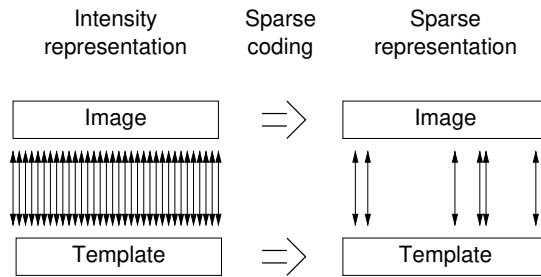 Intensity
representation
Sparse
coding
Sparse
representation
Image
Image
Template
Template